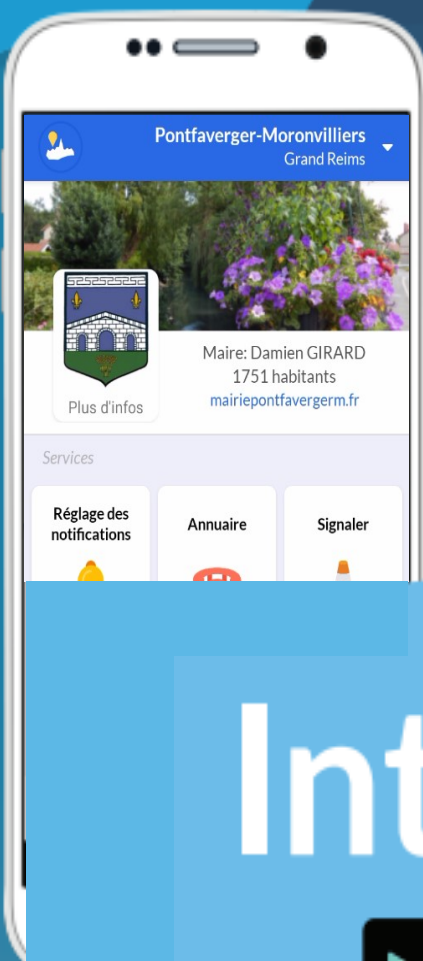 Pontfaverger-Moronvilliers
Grand Reims
Maire: Damien GIRARD
1751 habitants
mairiepontfavergerm.fr
Plus d'infos
Services
Réglage des
notifications
Annuaire
Signaler
Int